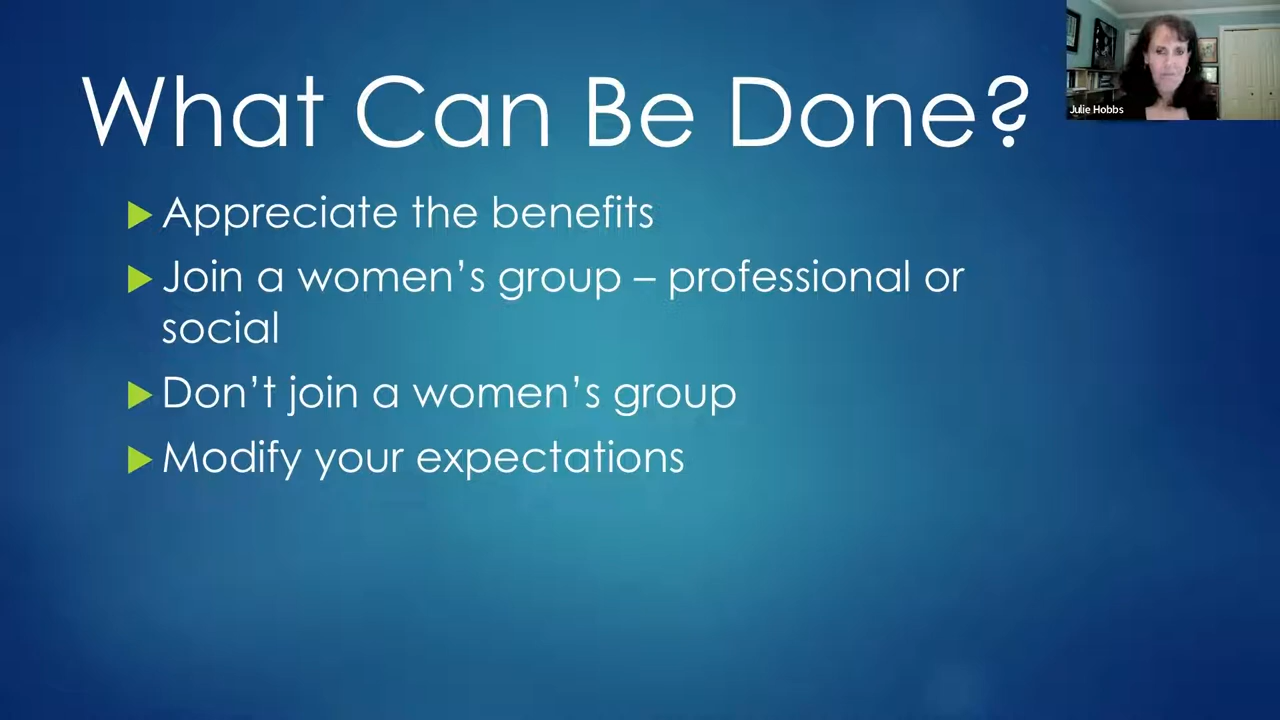 What Can Be Done?
Julie Hobbs
Appreciate the benefits
Join a women’s group – professional or
social
Don’t join a women’s group
Modify your expectations